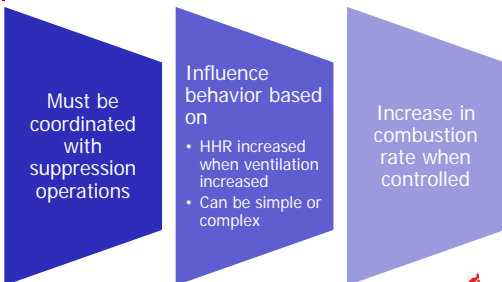 Must be
coordinated
with
suppression
operations
Influence
behavior based
on
• HHR increased
when ventilation
increased
• Can be simple or
complex
Increase in
combustion
rate when
controlled